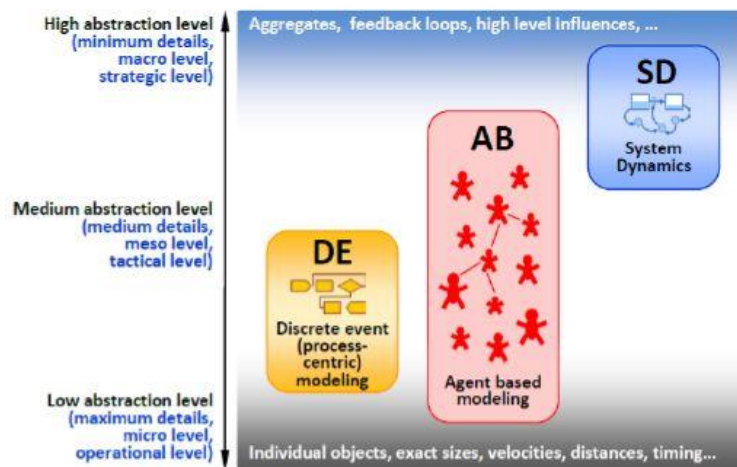 High abstraction level
(minimum details,
macro level,
strategic level)
Aggregates, feedback loops, high level influences, ...
SD
System
Dynamics
AB
Agent based
modeling
Medium abstraction level
(medium details,
meso level,
tactical level)
DE
Discrete event
(process-
centric)
modeling
Low abstraction level
(maximum details,
micro level,
operational level)
Individual objects, exact sizes, velocities, distances, timing...